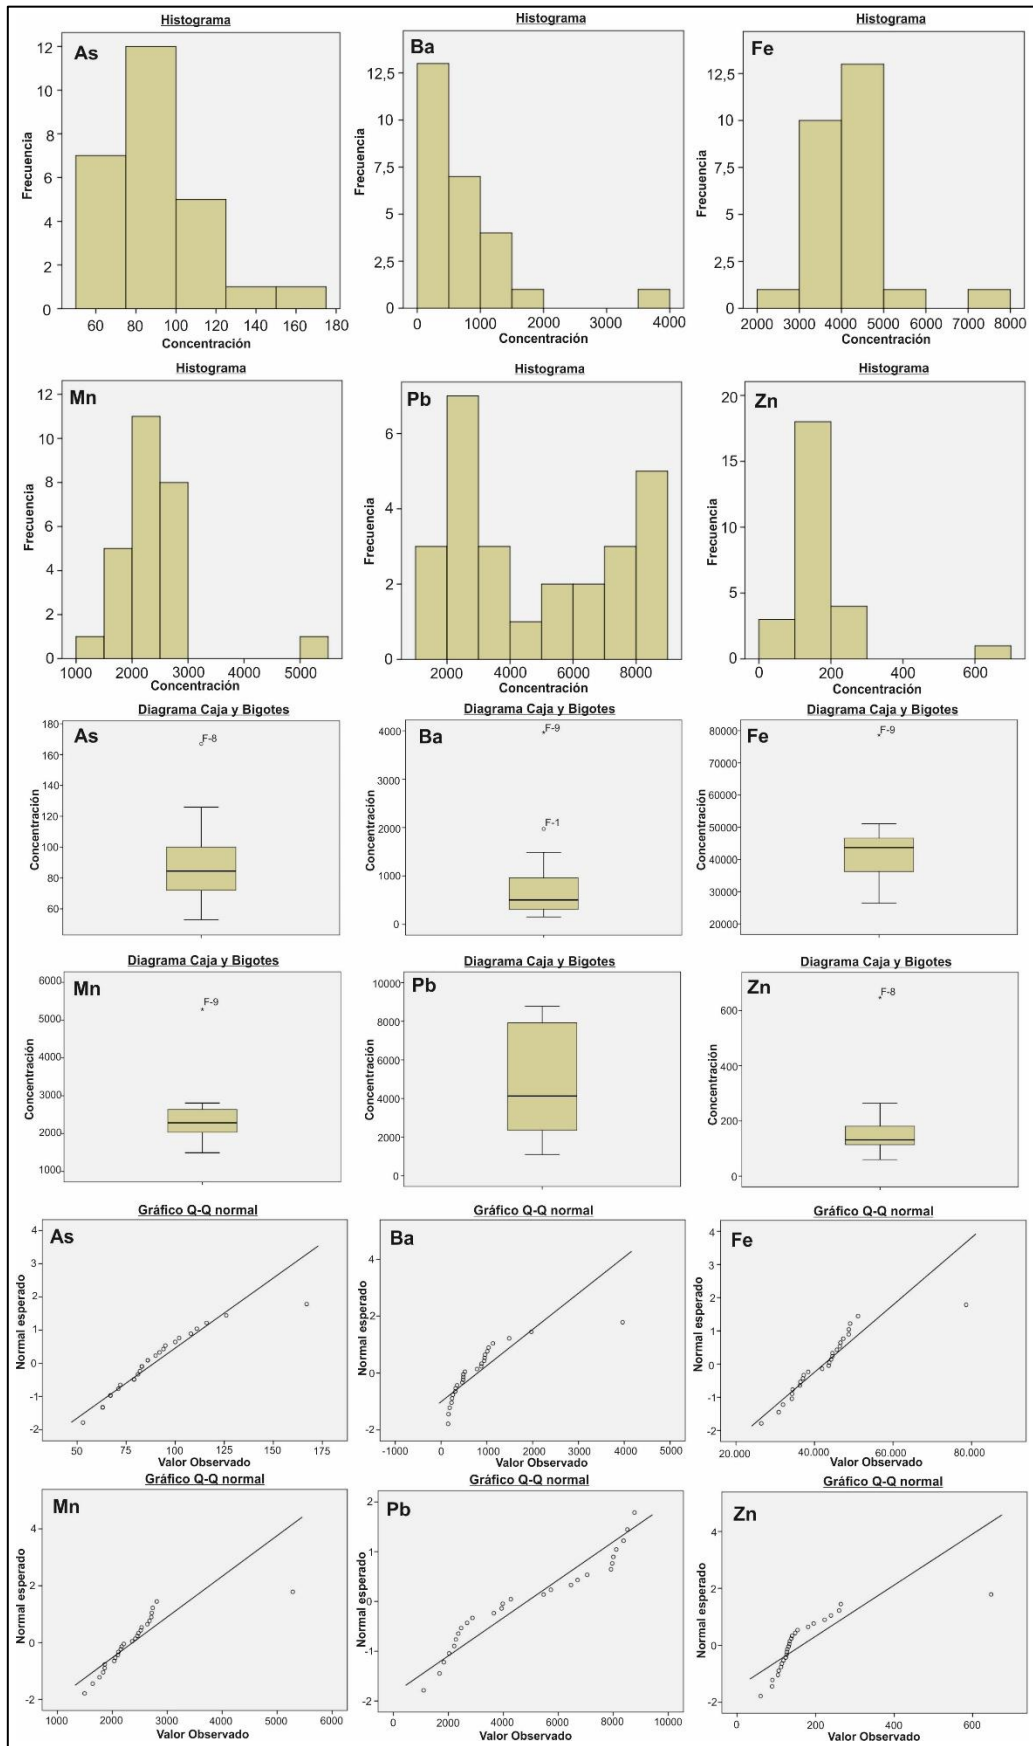 Histograma
As
Frecuencia
12
10
8
6
4
2
0
60 80 100 120 140 160 180
Concentración
Histograma
Ba
Frecuencia
12,5
10
7,5
5
2,5
0
0 1000 2000 3000 4000
Concentración
Histograma
Fe
Frecuencia
12,5
10
7,5
5
2,5
0
2000 3000 4000 5000 6000 7000 8000
Concentración
Histograma
Mn
Frecuencia
12
10
8
6
4
2
0
1000 2000 3000 4000 5000
Concentración
Histograma
Pb
Frecuencia
6
4
2
0
2000 4000 6000 8000
Concentración
Histograma
Zn
Frecuencia
20
15
10
5
0
0 200 400 600
Concentración
Diagrama Caja y Bigotes
As
Concentración
180
160
140
120
100
80
60
F-8
Diagrama Caja y Bigotes
Ba
Concentración
4000
3000
2000
1000
0
F-9
F-1
Diagrama Caja y Bigotes
Fe
Concentración
80000
70000
60000
50000
40000
30000
20000
F-9
Diagrama Caja y Bigotes
Mn
Concentración
6000
5000
4000
3000
2000
1000
F-9
Diagrama Caja y Bigotes
Pb
Concentración
10000
8000
6000
4000
2000
0
Diagrama Caja y Bigotes
Zn
Concentración
600
400
200
0
F-8
Gráfico Q-Q normal
As
Normal esperado
4
3
2
1
0
-1
-2
50 75 100 125 150 175
Valor Observado
Gráfico Q-Q normal
Ba
Normal esperado
4
2
0
-2
-1000 0 1000 2000 3000 4000 5000
Valor Observado
Gráfico Q-Q normal
Fe
Normal esperado
4
3
2
1
0
-1
-2
20.000 40.000 60.000 80.000
Valor Observado
Gráfico Q-Q normal
Mn
Normal esperado
4
2
0
-2
1000 2000 3000 4000 5000 6000
Valor Observado
Gráfico Q-Q normal
Pb
Normal esperado
2
1
0
-1
-2
0 2000 4000 6000 8000 10000
Valor Observado
Gráfico Q-Q normal
Zn
Normal esperado
4
2
0
-2
0 200 400 600
Valor Observado